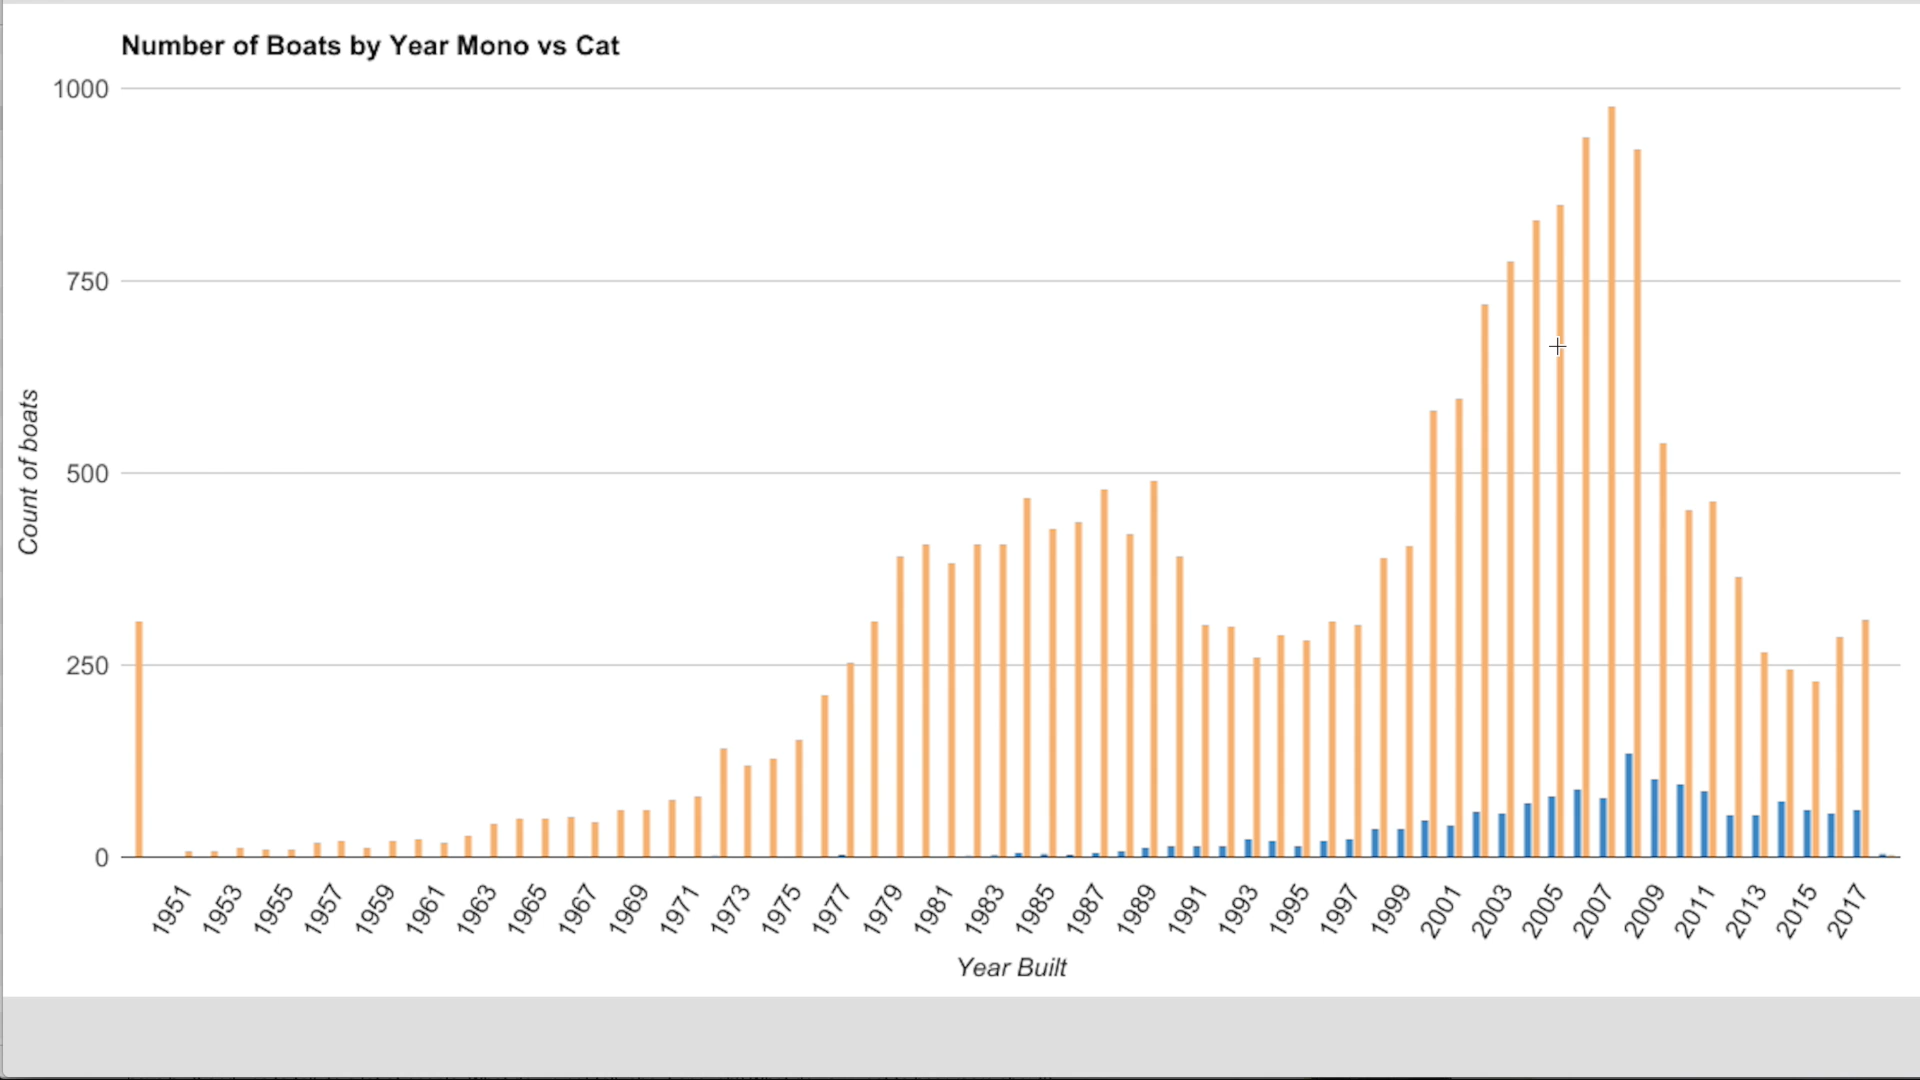 Number of Boats by Year Mono vs Cat
1000
750
500
250
0
Count of boats
1951 1953 1955 1957 1959 1961 1963 1965 1967 1969 1971 1973 1975 1977 1979 1981 1983 1985 1987 1989 1991 1993 1995 1997 1999 2001 2003 2005 2007 2009 2011 2013 2015 2017
Year Built